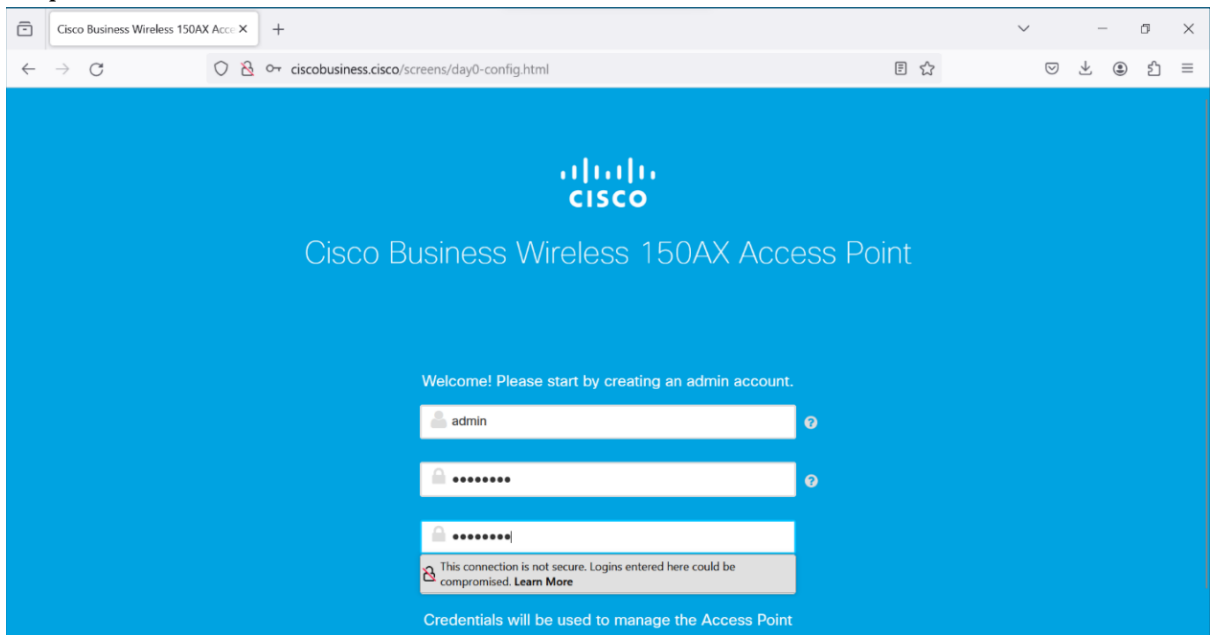 Cisco Business Wireless 150AX Acce
ciscobusiness.cisco/screens/day0-config.html
CISCO
Cisco Business Wireless 150AX Access Point
Welcome! Please start by creating an admin account.
admin
••••••••
••••••••
This connection is not secure. Logins entered here could be
compromised. Learn More
Credentials will be used to manage the Access Point